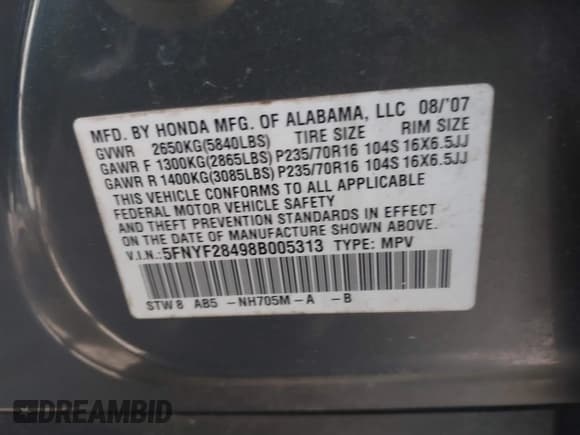 MFD. BY HONDA MFG. OF ALABAMA, LLC 08/'07
GVWR 2650KG(5840LBS) TIRE SIZE RIM SIZE
GAWR F 1300KG(2865LBS) P235/70R16 104S 16X6.5JJ
GAWR R 1400KG(3085LBS) P235/70R16 104S 16X6.5JJ
THIS VEHICLE CONFORMS TO ALL APPLICABLE
FEDERAL MOTOR VEHICLE SAFETY
AND THEFT PREVENTION STANDARDS IN EFFECT
ON THE DATE OF MANUFACTURE SHOWN ABOVE.
V.I.N.:5FNYF28498B005313 TYPE: MPV
STW8 AB5 -NH705M-A -B
DREAMBID